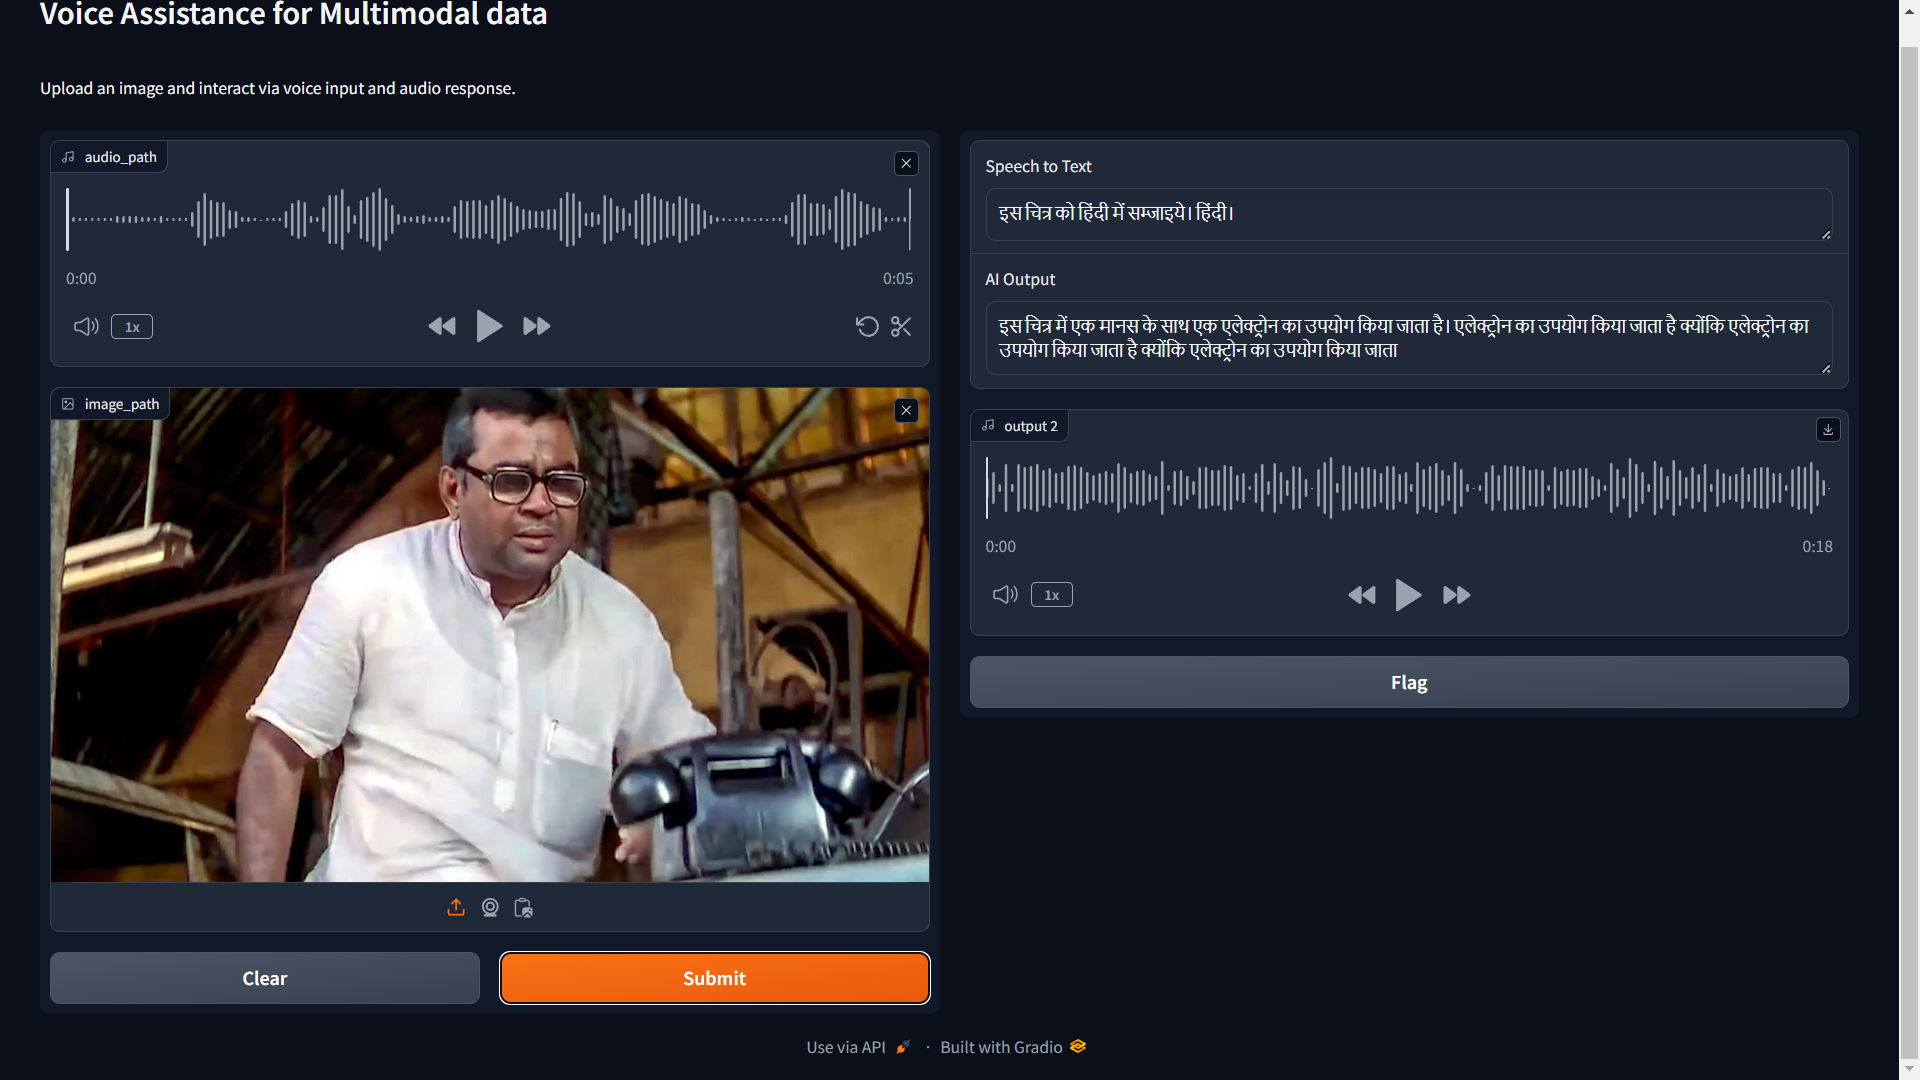 Voice Assistance for Multimodal data
Upload an image and interact via voice input and audio response.
audio_path
0:00
0:05
1x
image_path
Clear
Submit
Speech to Text
इस चित्र को हिंदी में सम्जाइये। हिंदी।
AI Output
इस चित्र में एक मानस के साथ एक एलेक्ट्रोन का उपयोग किया जाता है। एलेक्ट्रोन का उपयोग किया जाता है क्योंकि एलेक्ट्रोन का
उपयोग किया जाता है क्योंकि एलेक्ट्रोन का उपयोग किया जाता
output 2
0:00
0:18
1x
Flag
Use via API · Built with Gradio